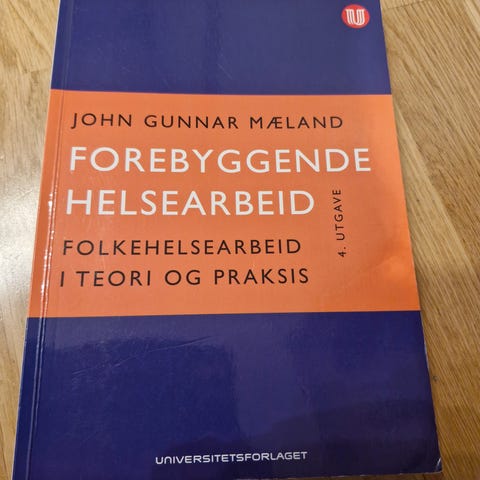 JOHN GUNNAR MÆLAND
FOREBYGGENDE
HELSEARBEID
4. UTGAVE
FOLKEHELSEARBEID
I TEORI OG PRAKSIS
UNIVERSITETSFORLAGET